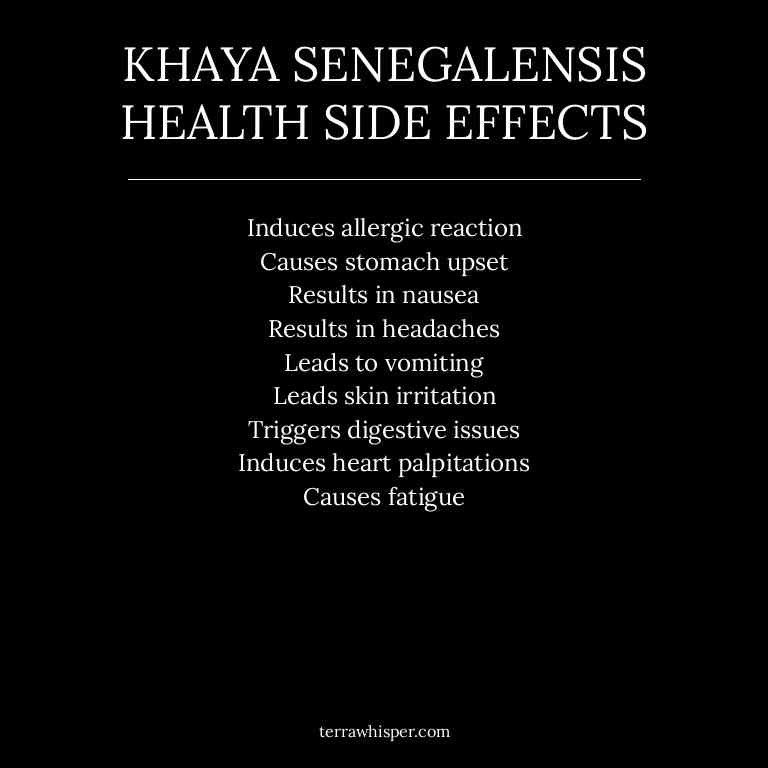 KHAYA SENEGALENSIS
HEALTH SIDE EFFECTS
Induces allergic reaction
Causes stomach upset
Results in nausea
Results in headaches
Leads to vomiting
Leads skin irritation
Triggers digestive issues
Induces heart palpitations
Causes fatigue
terrawhisper.com